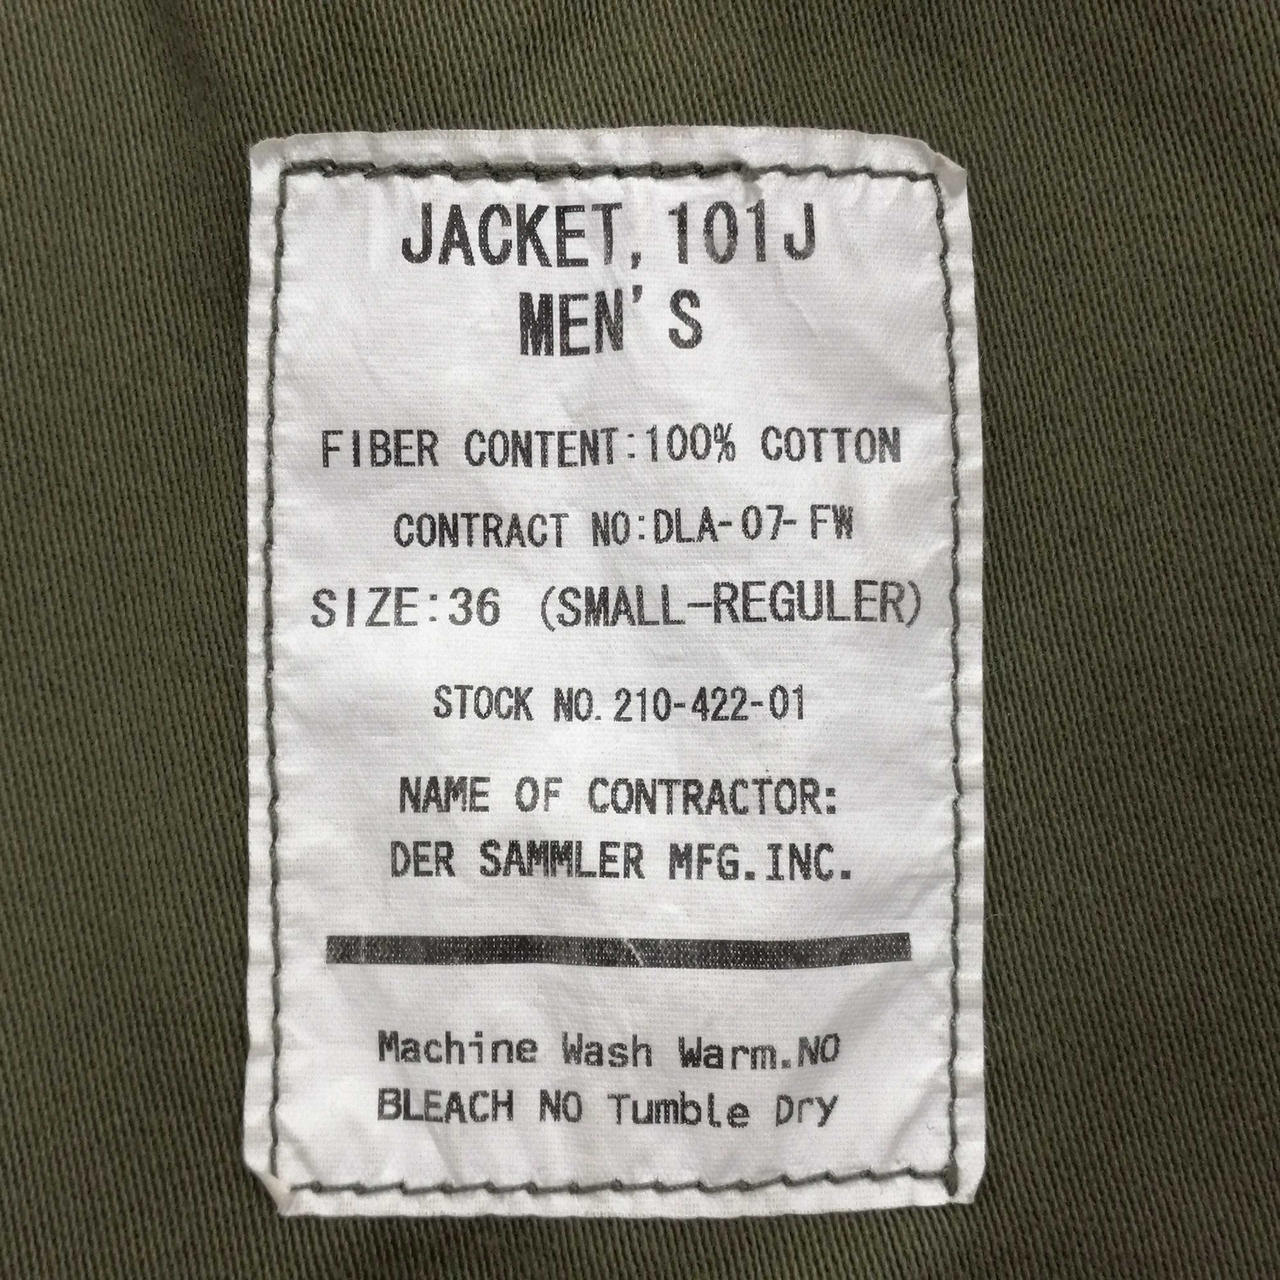 JACKET, 101J
MEN'S
FIBER CONTENT:100% COTTON
CONTRACT NO:DLA-07-FW
SIZE:36 (SMALL-REGULER)
STOCK NO. 210-422-01
NAME OF CONTRACTOR:
DER SAMMLER MFG.INC.
Machine Wash Warm.NO
BLEACH NO Tumble Dry